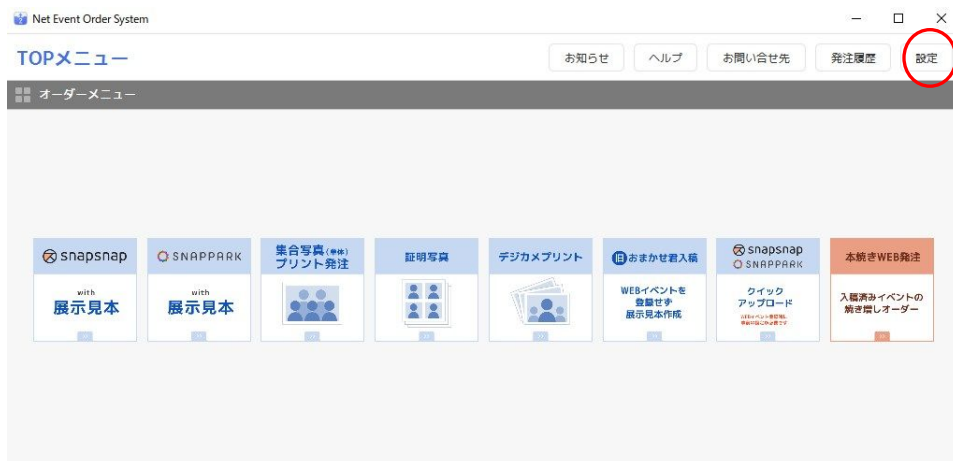 Net Event Order System
TOPメニュー
お知らせ
ヘルプ
お問い合せ先
発注履歴
設定
オーダーメニュー
snapsnap
with
展示見本
SNAPPARK
with
展示見本
集合写真(単体)
プリント発注
証明写真
デジカメプリント
旧おまかせ君入稿
WEBイベントを
登録せず
展示見本作成
snapsnap
SNAPPARK
クイック
アップロード
本焼きWEB発注
入稿済みイベントの
焼き増しオーダー